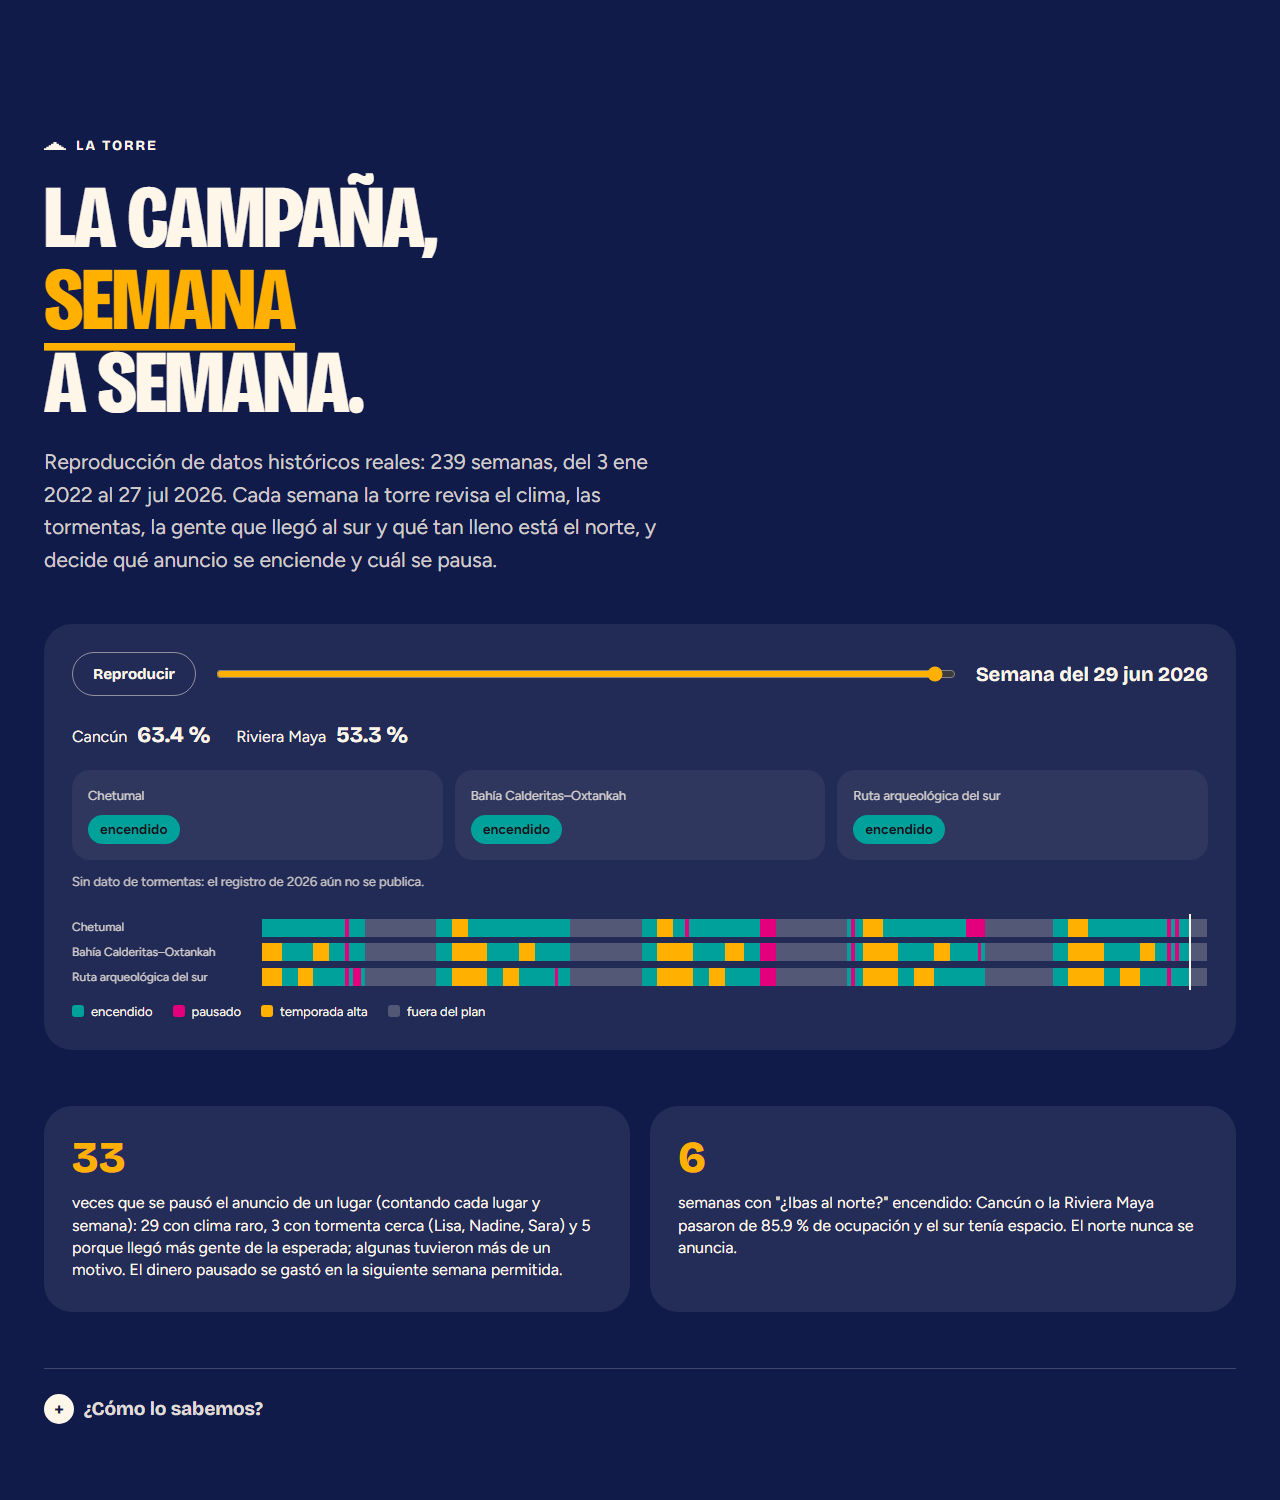 LA TORRE
LA CAMPAÑA,
SEMANA
A SEMANA.
Reproducción de datos históricos reales: 239 semanas, del 3 ene
2022 al 27 jul 2026. Cada semana la torre revisa el clima, las
tormentas, la gente que llegó al sur y qué tan lleno está el norte, y
decide qué anuncio se enciende y cuál se pausa.
Reproducir
Semana del 29 jun 2026
Cancún 63.4 % Riviera Maya 53.3 %
Chetumal
encendido
Bahía Calderitas–Oxtankah
encendido
Ruta arqueológica del sur
encendido
Sin dato de tormentas: el registro de 2026 aún no se publica.
Chetumal
Bahía Calderitas–Oxtankah
Ruta arqueológica del sur
encendido pausado temporada alta fuera del plan
33
veces que se pausó el anuncio de un lugar (contando cada lugar y
semana): 29 con clima raro, 3 con tormenta cerca (Lisa, Nadine, Sara) y 5
porque llegó más gente de la esperada; algunas tuvieron más de un
motivo. El dinero pausado se gastó en la siguiente semana permitida.
6
semanas con "¿Ibas al norte?" encendido: Cancún o la Riviera Maya
pasaron de 85.9 % de ocupación y el sur tenía espacio. El norte nunca se
anuncia.
+ ¿Cómo lo sabemos?